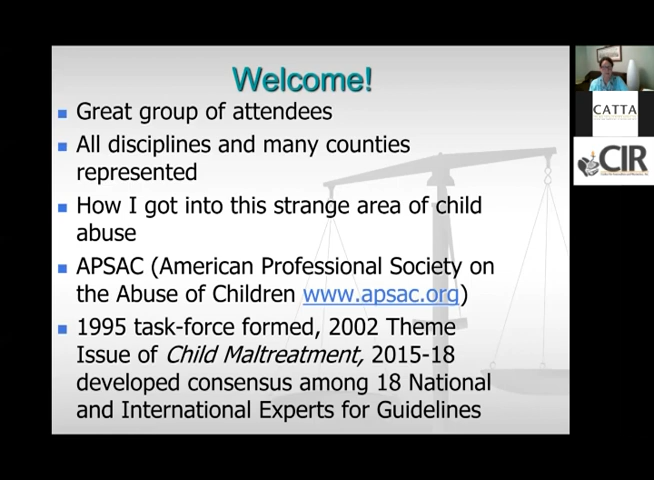 Welcome!
Great group of attendees
All disciplines and many counties
represented
How I got into this strange area of child
abuse
APSAC (American Professional Society on
the Abuse of Children www.apsac.org)
1995 task-force formed, 2002 Theme
Issue of Child Maltreatment, 2015-18
developed consensus among 18 National
and International Experts for Guidelines
CATTA
CIR